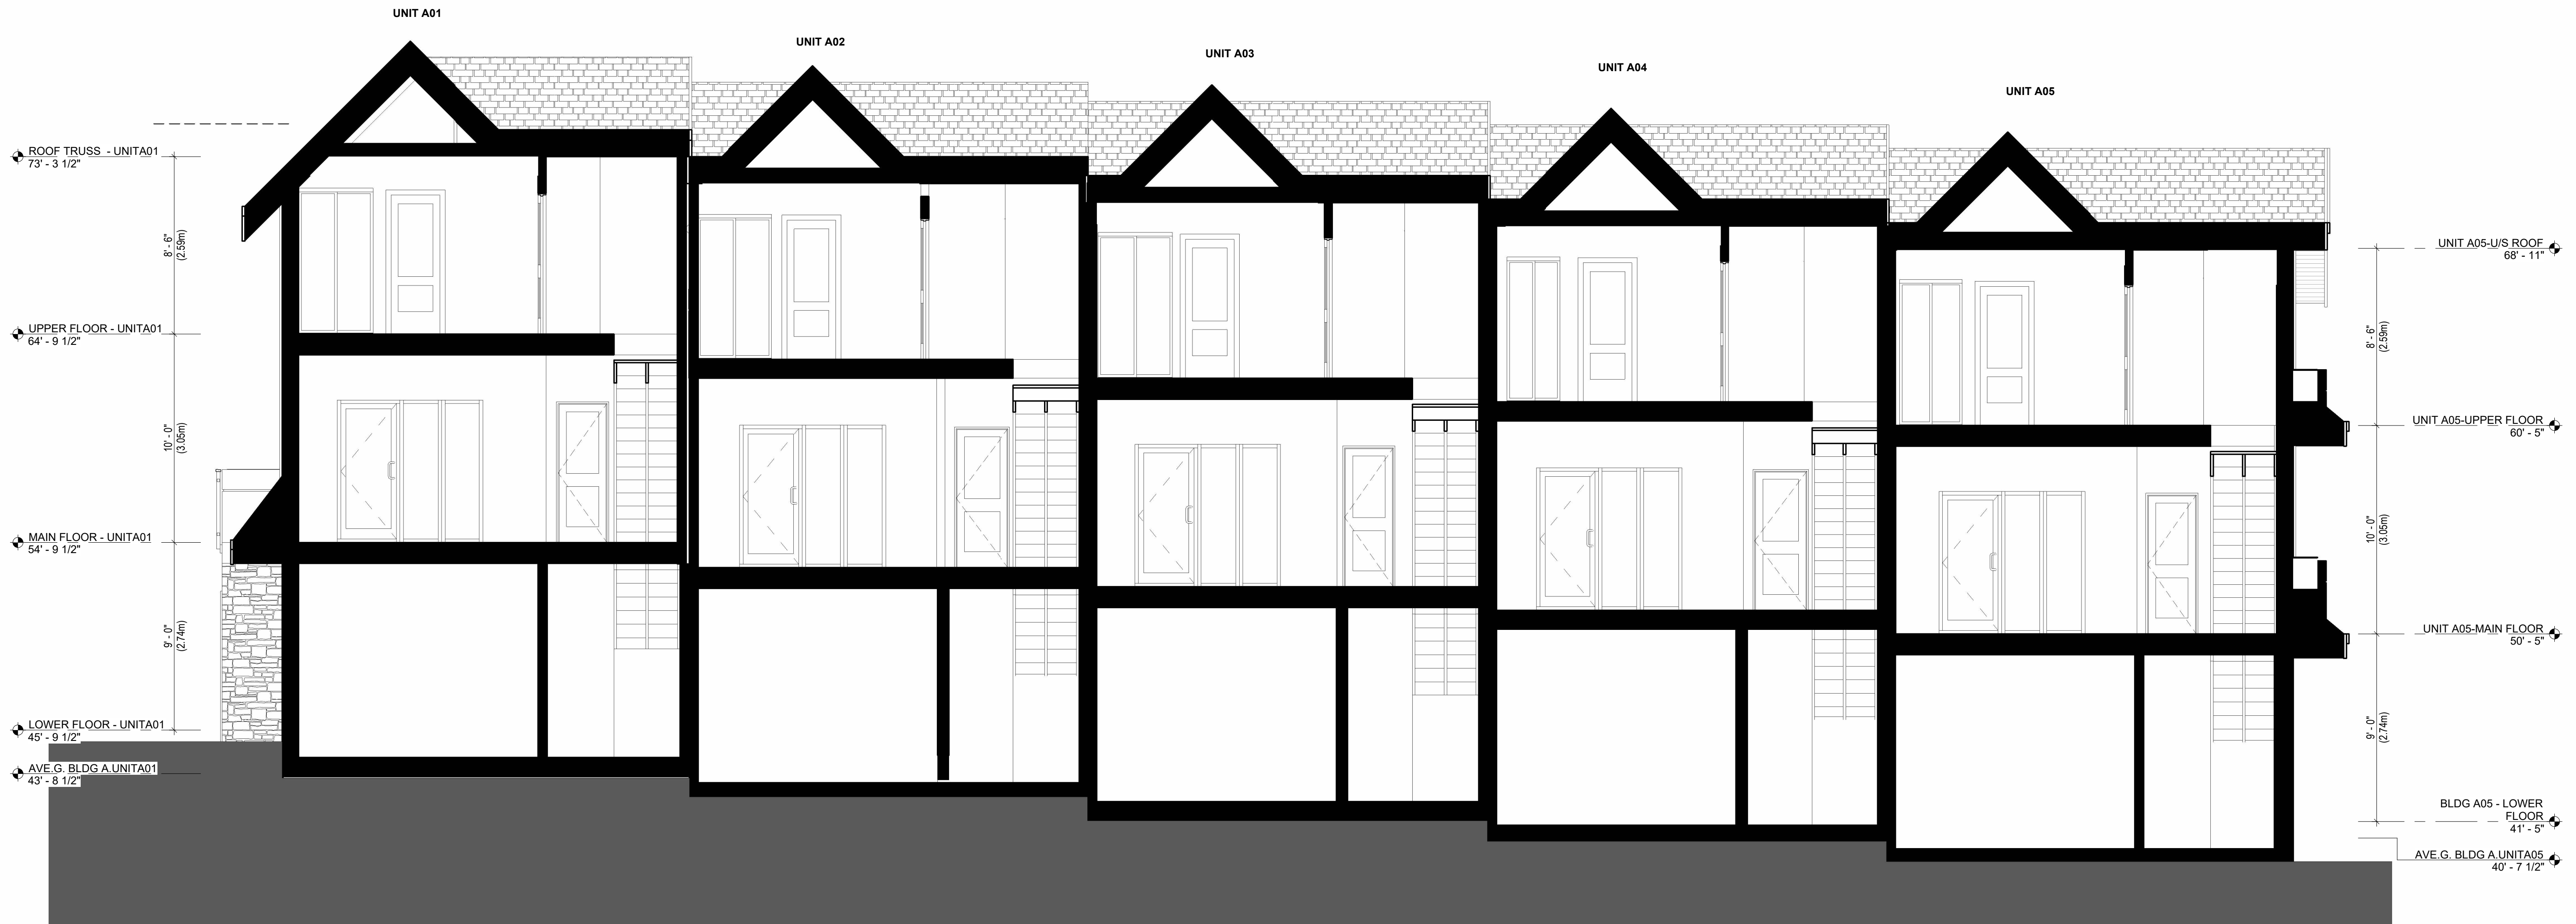 UNIT A01
UNIT A02
UNIT A03
UNIT A04
UNIT A05
ROOF TRUSS - UNITA01
73' - 3 1/2"
8' - 6"
(2.59m)
UPPER FLOOR - UNITA01
64' - 9 1/2"
10' - 0"
(3.05m)
MAIN FLOOR - UNITA01
54' - 9 1/2"
9' - 0"
(2.74m)
LOWER FLOOR - UNITA01
45' - 9 1/2"
AVE.G. BLDG A.UNITA01
43' - 8 1/2"
UNIT A05-U/S ROOF
68' - 11"
8' - 6"
(2.59m)
UNIT A05-UPPER FLOOR
60' - 5"
10' - 0"
(3.05m)
UNIT A05-MAIN FLOOR
50' - 5"
9' - 0"
(2.74m)
BLDG A05 - LOWER
FLOOR
41' - 5"
AVE.G. BLDG A.UNITA05
40' - 7 1/2"